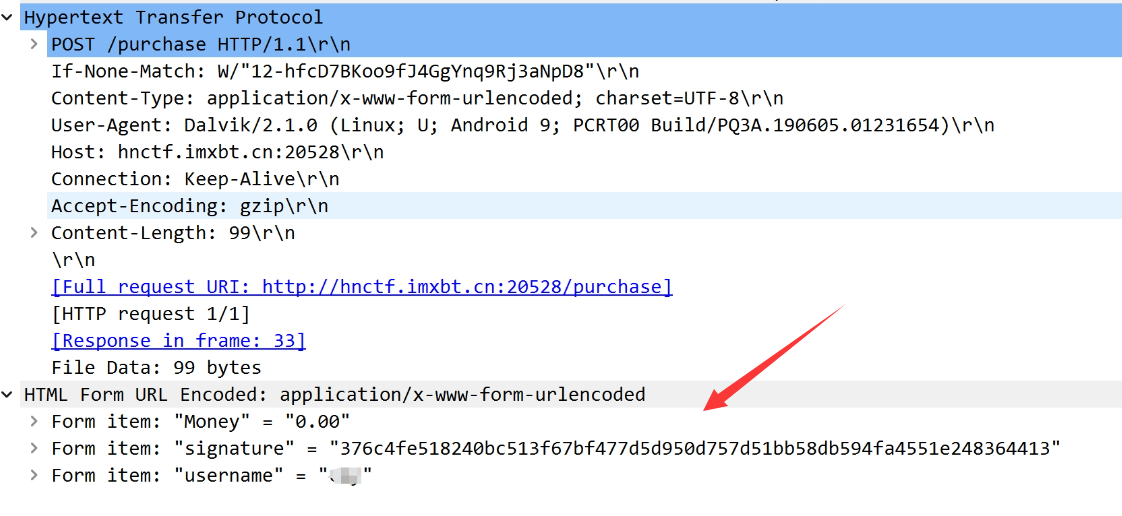 Hypertext Transfer Protocol
POST /purchase HTTP/1.1\r\n
If-None-Match: W/"12-hfcD7BKoo9fJ4GgYnq9Rj3aNpD8"\r\n
Content-Type: application/x-www-form-urlencoded; charset=UTF-8\r\n
User-Agent: Dalvik/2.1.0 (Linux; U; Android 9; PCRT00 Build/PQ3A.190605.01231654)\r\n
Host: hnctf.imxbt.cn:20528\r\n
Connection: Keep-Alive\r\n
Accept-Encoding: gzip\r\n
Content-Length: 99\r\n
\r\n
[Full request URI: http://hnctf.imxbt.cn:20528/purchase]
[HTTP request 1/1]
[Response in frame: 33]
File Data: 99 bytes
HTML Form URL Encoded: application/x-www-form-urlencoded
Form item: "Money" = "0.00"
Form item: "signature" = "376c4fe518240bc513f67bf477d5d950d757d51bb58db594fa4551e248364413"
Form item: "username" = "